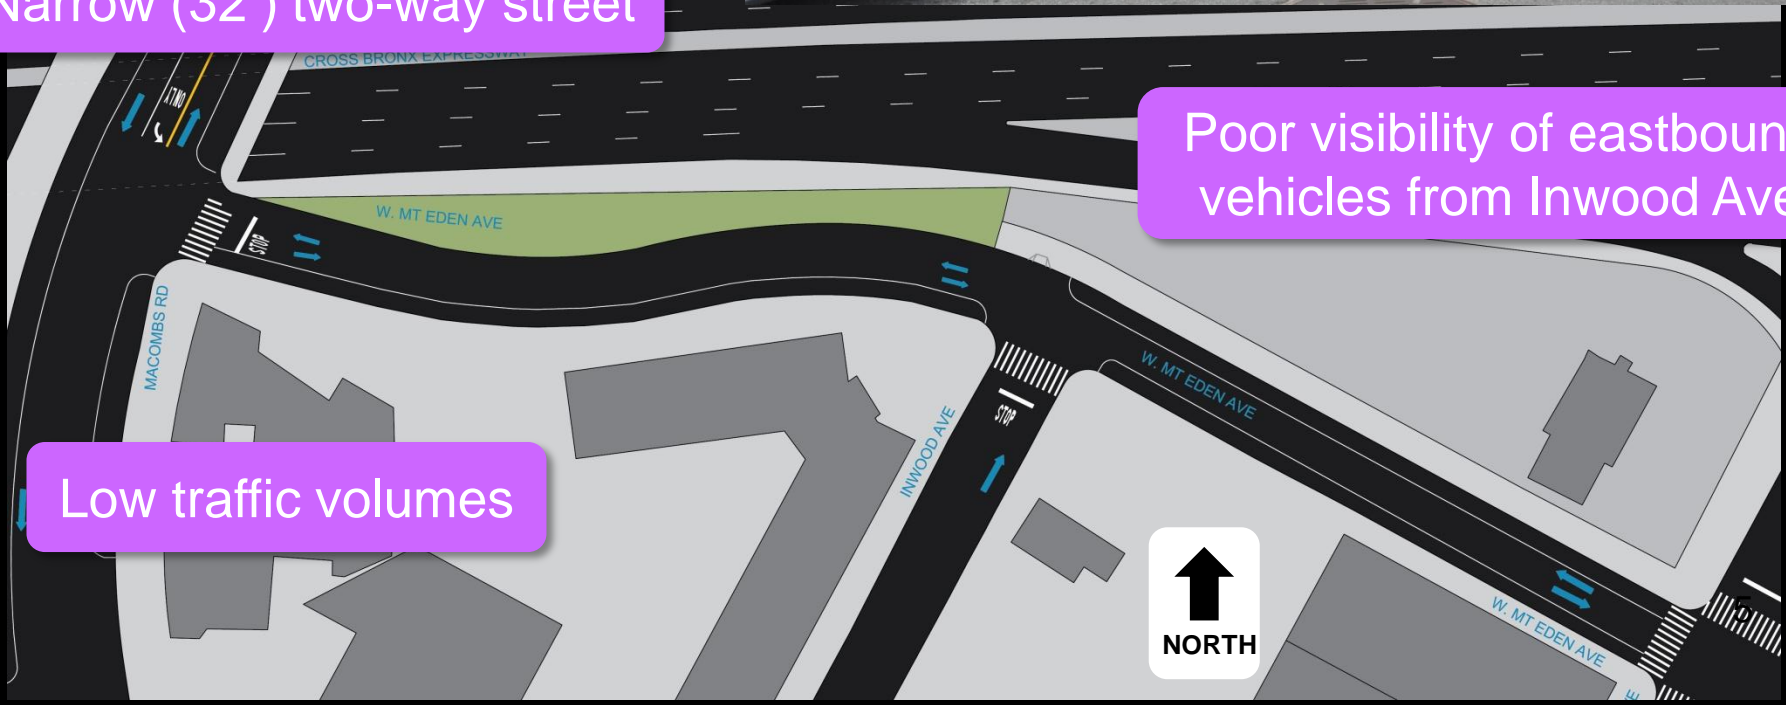 Narrow (32') two-way street
CROSS BRONX EXPRESSWAY
ONLY
Poor visibility of eastboun
vehicles from Inwood Ave
W. MT EDEN AVE
STOP
MACOMBS RD
W. MT EDEN AVE
STOP
INWOOD AVE
Low traffic volumes
NORTH
W. MT EDEN AVE
5
E